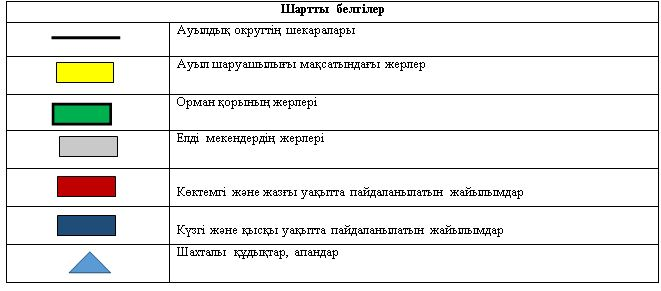 Шартты белгілер
Ауылдық округтің шекаралары
Ауыл шаруашылығы мақсатындағы жерлер
Орман қорының жерлері
Елді мекендердің жерлері
Көктемгі және жазғы уақытта пайдаланылатын жайылымдар
Күзгі және қысқы уақытта пайдаланылатын жайылымдар
Шахталы құдықтар, апандар